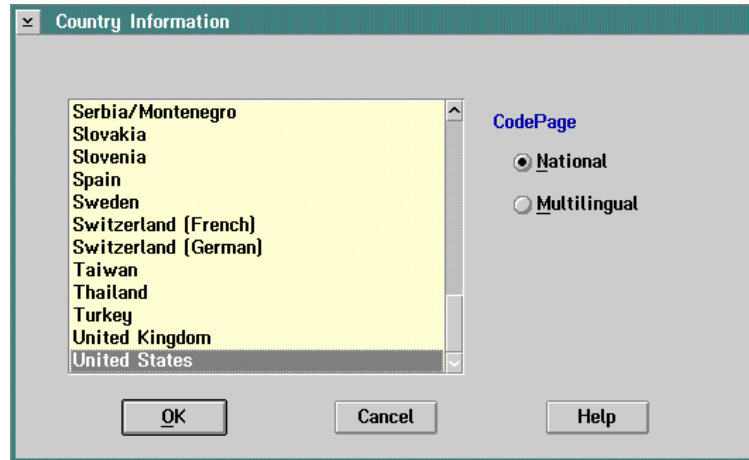 Country Information
Serbia/Montenegro
Slovakia
Slovenia
Spain
Sweden
Switzerland (French)
Switzerland (German)
Taiwan
Thailand
Turkey
United Kingdom
United States
CodePage
National
Multilingual
OK
Cancel
Help